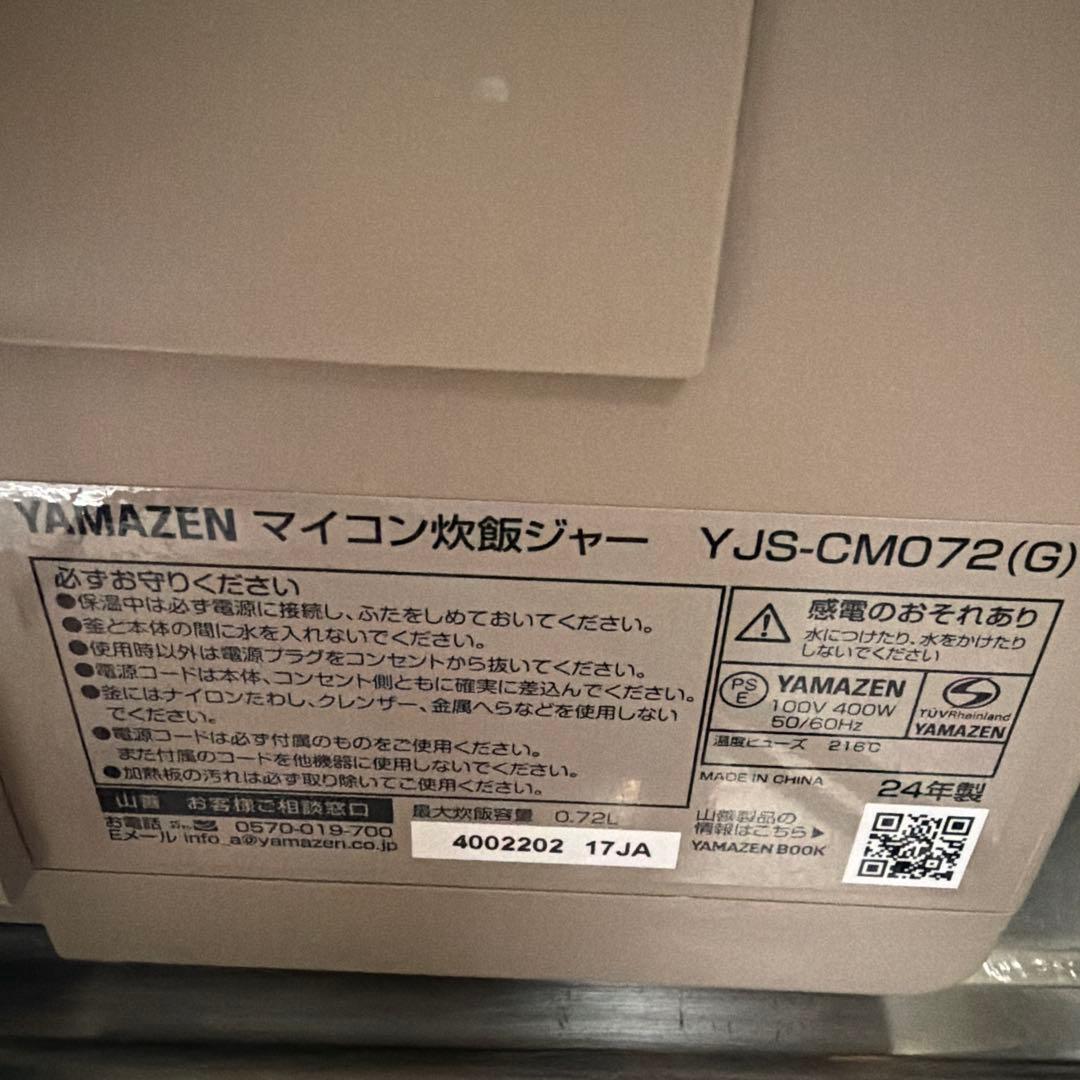 YAMAZEN マイコン炊飯ジャー YJS-CM072(G)
必ずお守りください
●保温中は必ず電源に接続し、ふたをしめておいてください。
●釜と本体の間に水を入れないでください。
●使用時以外は電源プラグをコンセントから抜いてください。
●電源コードは本体、コンセント側ともに確実に差込んでください。
●釜にはナイロンたわし、クレンザー、金属へらなどを使用しない
でください。
●電源コードは必ず付属のものをご使用ください。
また付属のコードを他機器に使用しないでください。
●加熱板の汚れは必ず取り除いてご使用ください。
山善 お客様ご相談窓口
お電話 0570-019-700
Eメール info_a@yamazen.co.jp
最大炊飯容量 0.72L
4002202 17JA
感電のおそれあり
水につけたり、水をかけたり
しないでください
PS
E
YAMAZEN
100V 400W
50/60Hz
TÜVRheinland
YAMAZEN
温度ヒューズ 216℃
MADE IN CHINA
24年製
山善製品の
情報はこちら▶
YAMAZEN BOOK